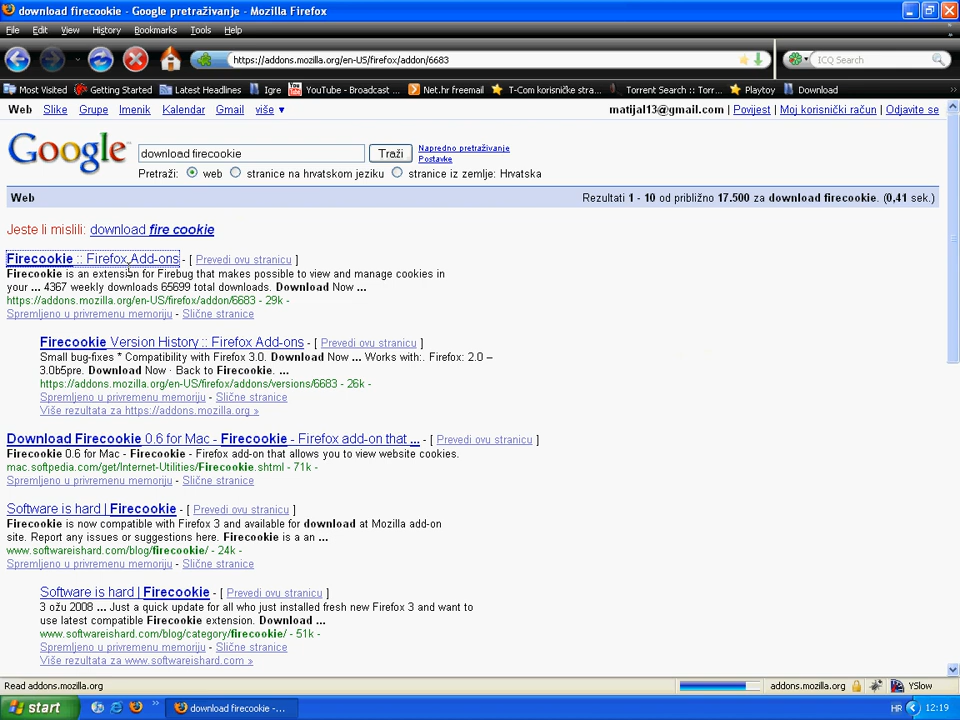 download firecookie - Google pretraživanje - Mozilla Firefox
File Edit View History Bookmarks Tools Help
https://addons.mozilla.org/en-US/firefox/addon/6683
ICQ Search
Most Visited Getting Started Latest Headlines Igre YouTube - Broadcast ... Net.hr freemail T-Com korisničke stra... Torrent Search :: Torr... Playtoy Download
Web Slike Grupe Imenik Kalendar Gmail više ▼ matijal13@gmail.com | Povijest | Moj korisnički račun | Odjavite se
Google
download firecookie
Traži
Napredno pretraživanje
Postavke
Pretraži: web stranice na hrvatskom jeziku stranice iz zemlje: Hrvatska
Web Rezultati 1 - 10 od približno 17.500 za download firecookie. (0,41 sek.)
Jeste li mislili: download fire cookie
Firecookie :: Firefox Add-ons - [ Prevedi ovu stranicu ]
Firecookie is an extension for Firebug that makes possible to view and manage cookies in
your ... 4367 weekly downloads 65699 total downloads. Download Now ...
https://addons.mozilla.org/en-US/firefox/addon/6683 - 29k -
Spremljeno u privremenu memoriju - Slične stranice
Firecookie Version History :: Firefox Add-ons - [ Prevedi ovu stranicu ]
Small bug-fixes * Compatibility with Firefox 3.0. Download Now ... Works with:. Firefox: 2.0 –
3.0b5pre. Download Now · Back to Firecookie. ...
https://addons.mozilla.org/en-US/firefox/addons/versions/6683 - 26k -
Spremljeno u privremenu memoriju - Slične stranice
Više rezultata za https://addons.mozilla.org »
Download Firecookie 0.6 for Mac - Firecookie - Firefox add-on that ... - [ Prevedi ovu stranicu ]
Firecookie 0.6 for Mac - Firecookie - Firefox add-on that allows you to view website cookies.
mac.softpedia.com/get/Internet-Utilities/Firecookie.shtml - 71k -
Spremljeno u privremenu memoriju - Slične stranice
Software is hard | Firecookie - [ Prevedi ovu stranicu ]
Firecookie is now compatible with Firefox 3 and available for download at Mozilla add-on
site. Report any issues or suggestions here. Firecookie is a an ...
www.softwareishard.com/blog/firecookie/ - 24k -
Spremljeno u privremenu memoriju - Slične stranice
Software is hard | Firecookie - [ Prevedi ovu stranicu ]
3 ožu 2008 ... Just a quick update for all who just installed fresh new Firefox 3 and want to
use latest compatible Firecookie extension. Download ...
www.softwareishard.com/blog/category/firecookie/ - 51k -
Spremljeno u privremenu memoriju - Slične stranice
Više rezultata za www.softwareishard.com »
Read addons.mozilla.org addons.mozilla.org YSlow
start download firecookie -... HR 12:19